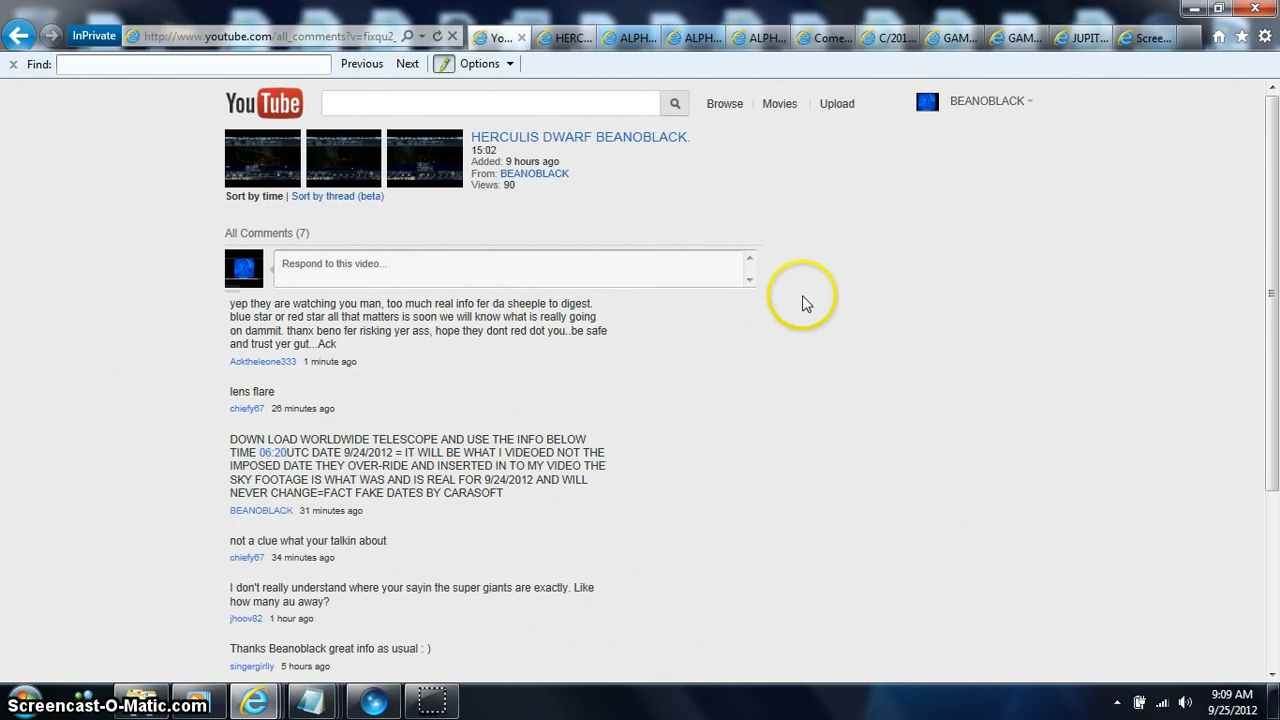 InPrivate
http://www.youtube.com/all_comments?v=fixqu2_
Yo...
HERC...
ALPH...
ALPH...
ALPH...
Come...
C/201...
GAM...
GAM...
JUPIT...
Scree...
Find:
Previous
Next
Options
YouTube
Browse
Movies
Upload
BEANOBLACK
HERCULIS DWARF BEANOBLACK.
15:02
Added: 9 hours ago
From: BEANOBLACK
Views: 90
Sort by time | Sort by thread (beta)
All Comments (7)
Respond to this video...
yep they are watching you man, too much real info fer da sheeple to digest.
blue star or red star all that matters is soon we will know what is really going
on dammit. thanx beno fer risking yer ass, hope they dont red dot you..be safe
and trust yer gut...Ack
Acktheleone333 1 minute ago
lens flare
chiefy67 26 minutes ago
DOWN LOAD WORLDWIDE TELESCOPE AND USE THE INFO BELOW
TIME 06:20UTC DATE 9/24/2012 = IT WILL BE WHAT I VIDEOED NOT THE
IMPOSED DATE THEY OVER-RIDE AND INSERTED IN TO MY VIDEO THE
SKY FOOTAGE IS WHAT WAS AND IS REAL FOR 9/24/2012 AND WILL
NEVER CHANGE=FACT FAKE DATES BY CARASOFT
BEANOBLACK 31 minutes ago
not a clue what your talkin about
chiefy67 34 minutes ago
I don't really understand where your sayin the super giants are exactly. Like
how many au away?
jhoov82 1 hour ago
Thanks Beanoblack great info as usual : )
singergirlly 5 hours ago
Screencast-O-Matic.com
9:09 AM
9/25/2012